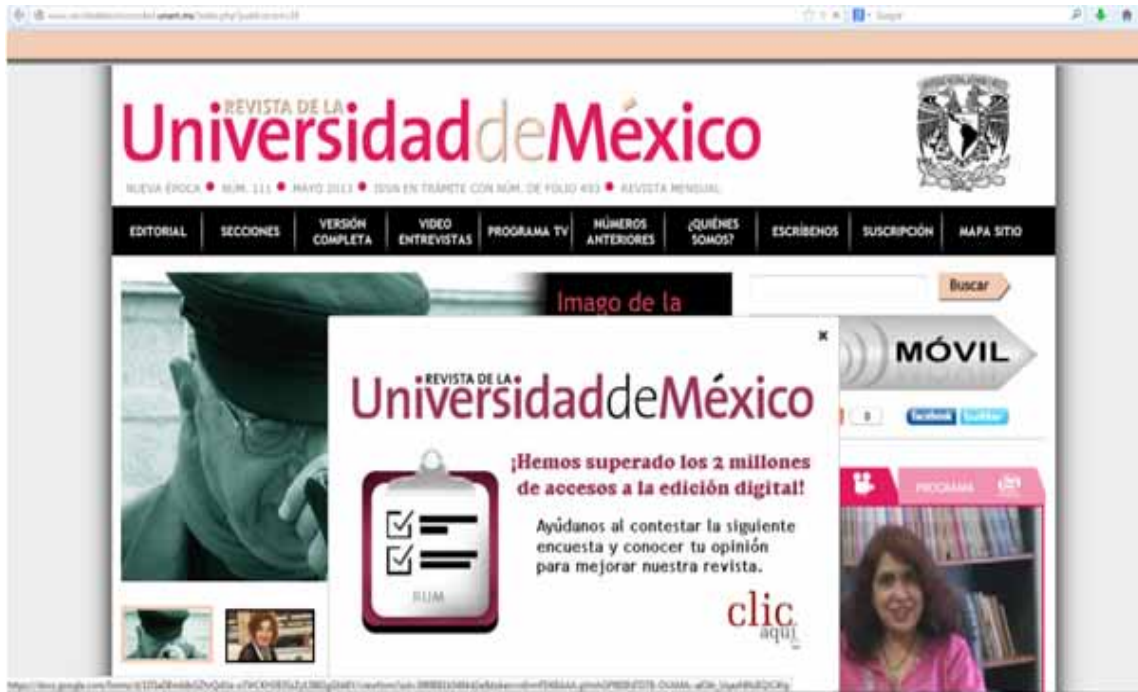 Seguir
REVISTA DE LA
UniversidaddeMéxico
NUEVA ÉPOCA • NÚM. 111 • MAYO 2013 • ISSN EN TRÁMITE CON NÚM. DE FOLIO 493 • REVISTA MENSUAL
EDITORIAL
SECCIONES
VERSIÓN COMPLETA
VIDEO ENTREVISTAS
PROGRAMA TV
NÚMEROS ANTERIORES
¿QUIÉNES SOMOS?
ESCRÍBENOS
SUSCRIPCIÓN
MAPA SITIO
Imago de la
Buscar
MÓVIL
0
facebook
twitter
PROGRAMA
REVISTA DE LA
UniversidaddeMéxico
¡Hemos superado los 2 millones
de accesos a la edición digital!
Ayúdanos al contestar la siguiente
encuesta y conocer tu opinión
para mejorar nuestra revista.
RUM
clic
aquí